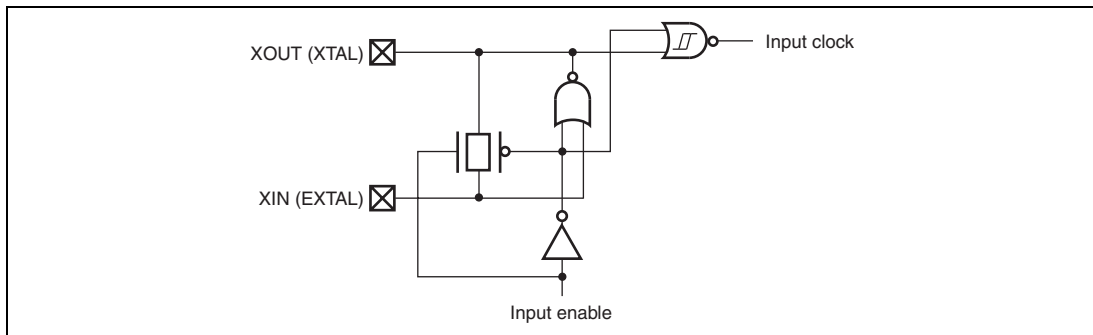 XOUT (XTAL)
Input clock
XIN (EXTAL)
Input enable